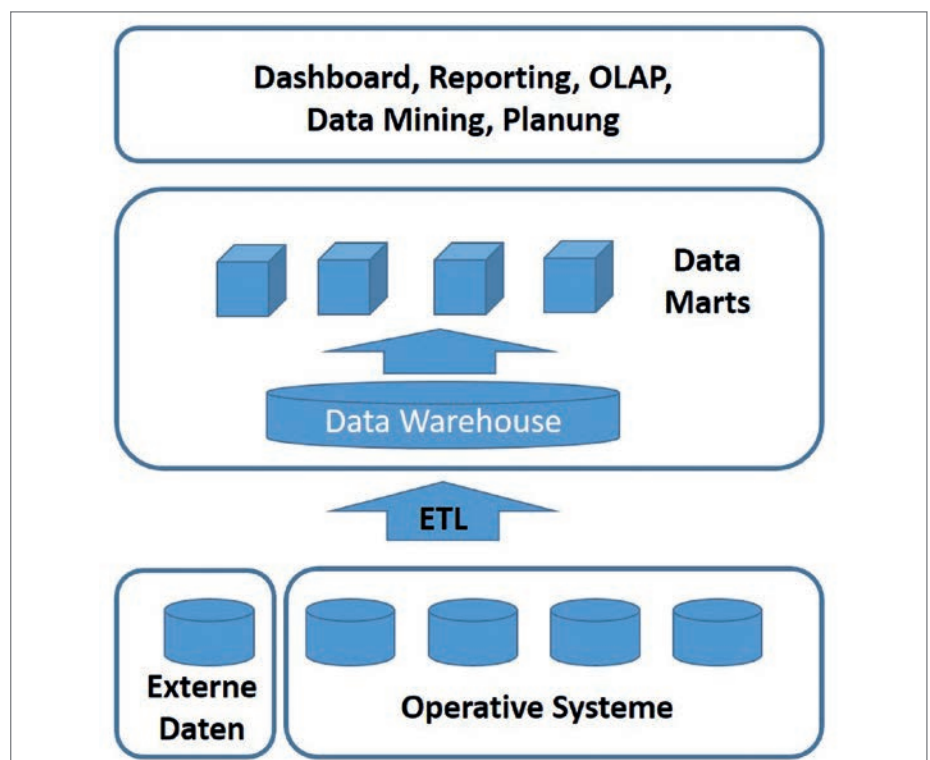 Dashboard, Reporting, OLAP,
Data Mining, Planung
Data
Marts
Data Warehouse
ETL
Externe
Daten
Operative Systeme